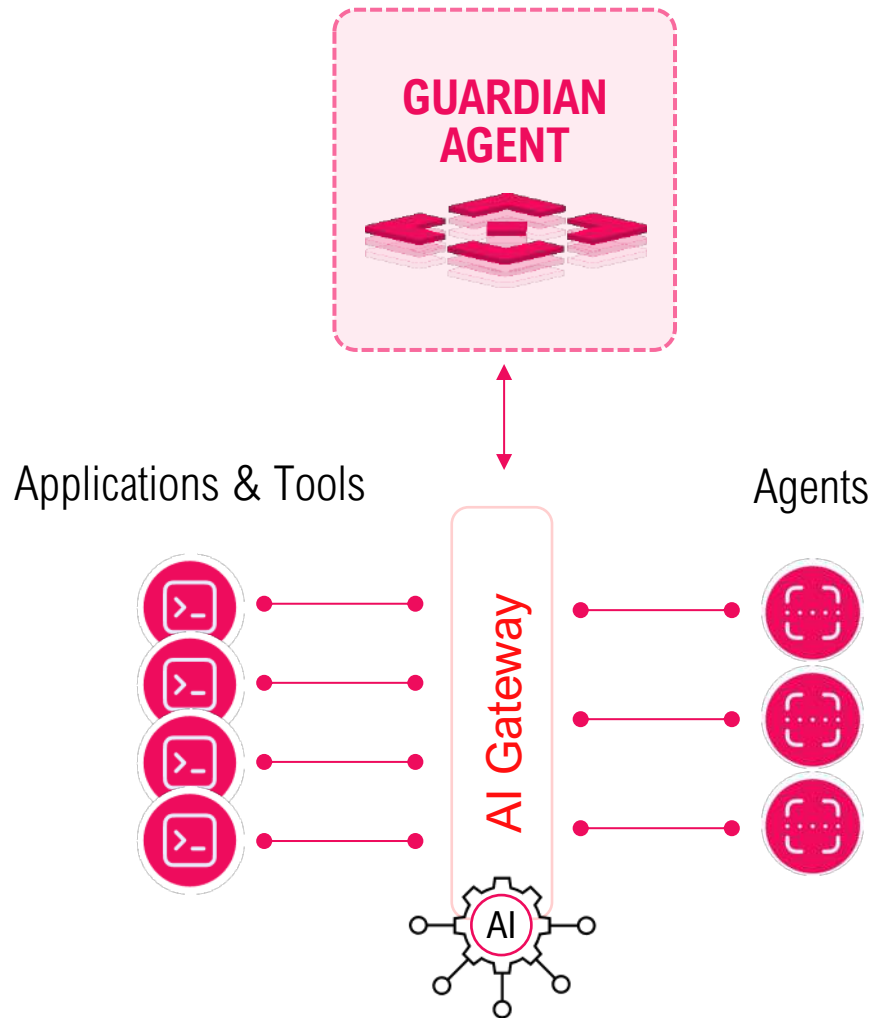 GUARDIAN
AGENT
Applications & Tools
Agents
AI Gateway
AI